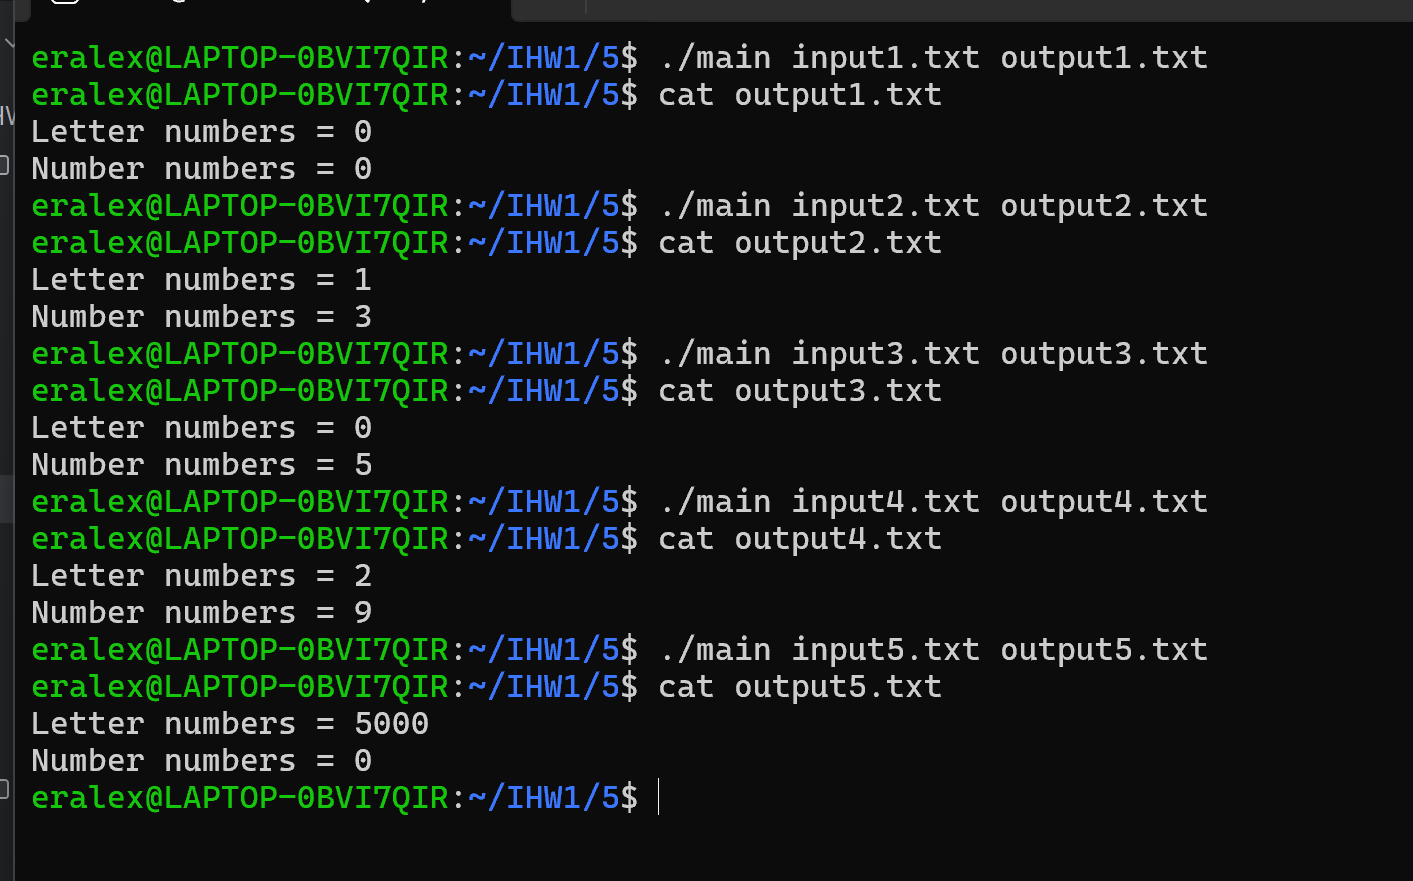 eralex@LAPTOP-0BVI7QIR:~/IHW1/5$ ./main input1.txt output1.txt
eralex@LAPTOP-0BVI7QIR:~/IHW1/5$ cat output1.txt
Letter numbers = 0
Number numbers = 0
eralex@LAPTOP-0BVI7QIR:~/IHW1/5$ ./main input2.txt output2.txt
eralex@LAPTOP-0BVI7QIR:~/IHW1/5$ cat output2.txt
Letter numbers = 1
Number numbers = 3
eralex@LAPTOP-0BVI7QIR:~/IHW1/5$ ./main input3.txt output3.txt
eralex@LAPTOP-0BVI7QIR:~/IHW1/5$ cat output3.txt
Letter numbers = 0
Number numbers = 5
eralex@LAPTOP-0BVI7QIR:~/IHW1/5$ ./main input4.txt output4.txt
eralex@LAPTOP-0BVI7QIR:~/IHW1/5$ cat output4.txt
Letter numbers = 2
Number numbers = 9
eralex@LAPTOP-0BVI7QIR:~/IHW1/5$ ./main input5.txt output5.txt
eralex@LAPTOP-0BVI7QIR:~/IHW1/5$ cat output5.txt
Letter numbers = 5000
Number numbers = 0
eralex@LAPTOP-0BVI7QIR:~/IHW1/5$